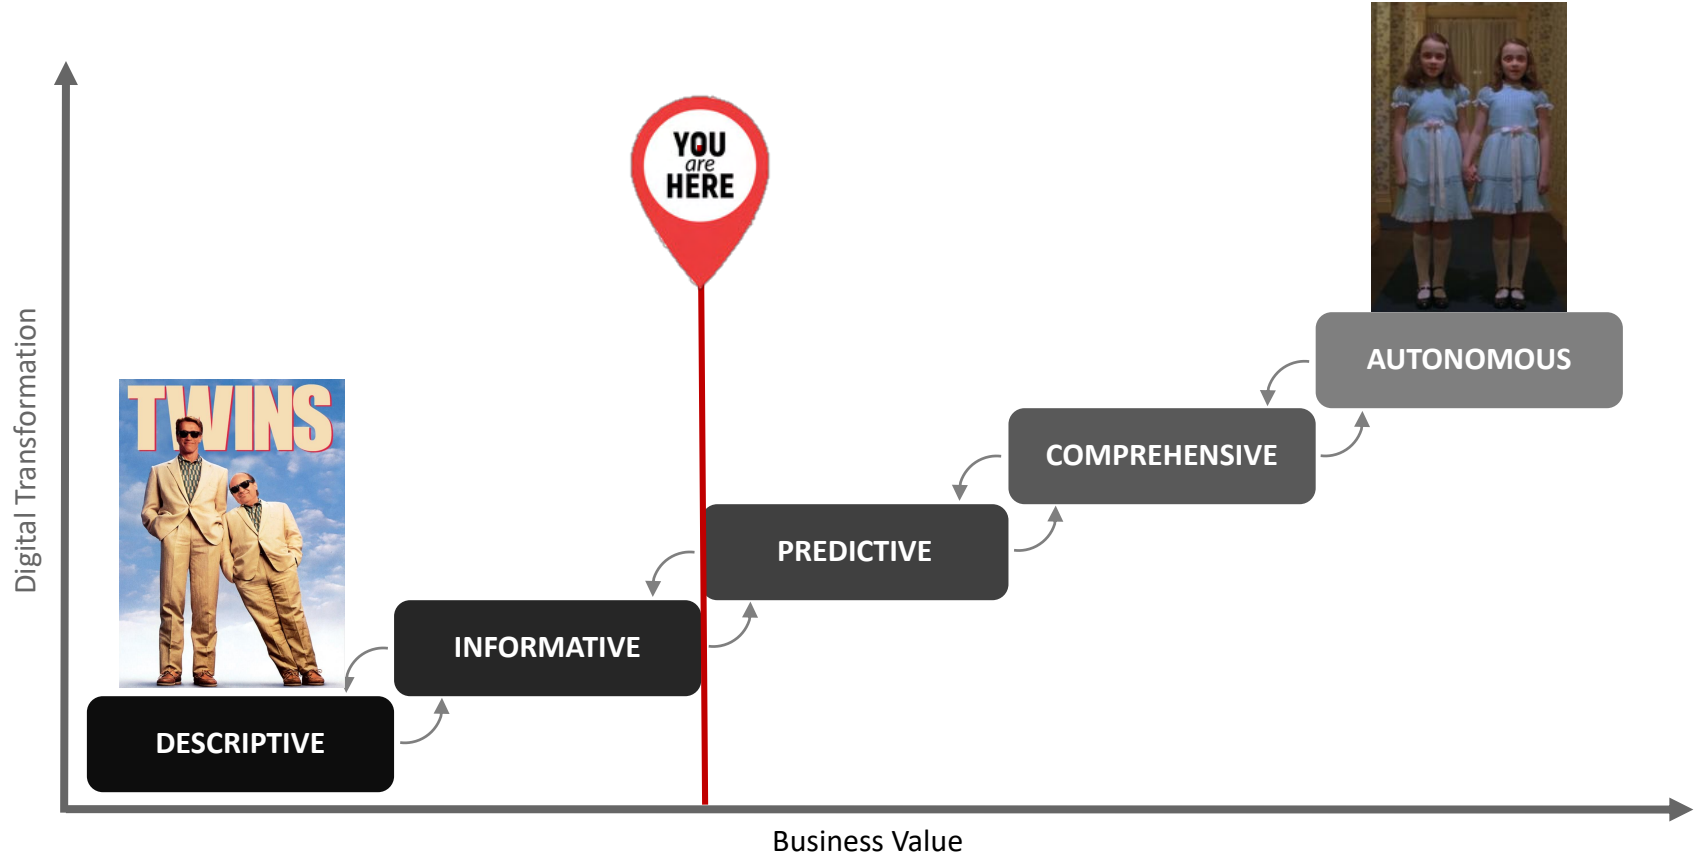 YOU
are
HERE
TWINS
AUTONOMOUS
COMPREHENSIVE
PREDICTIVE
INFORMATIVE
DESCRIPTIVE
Digital Transformation
Business Value